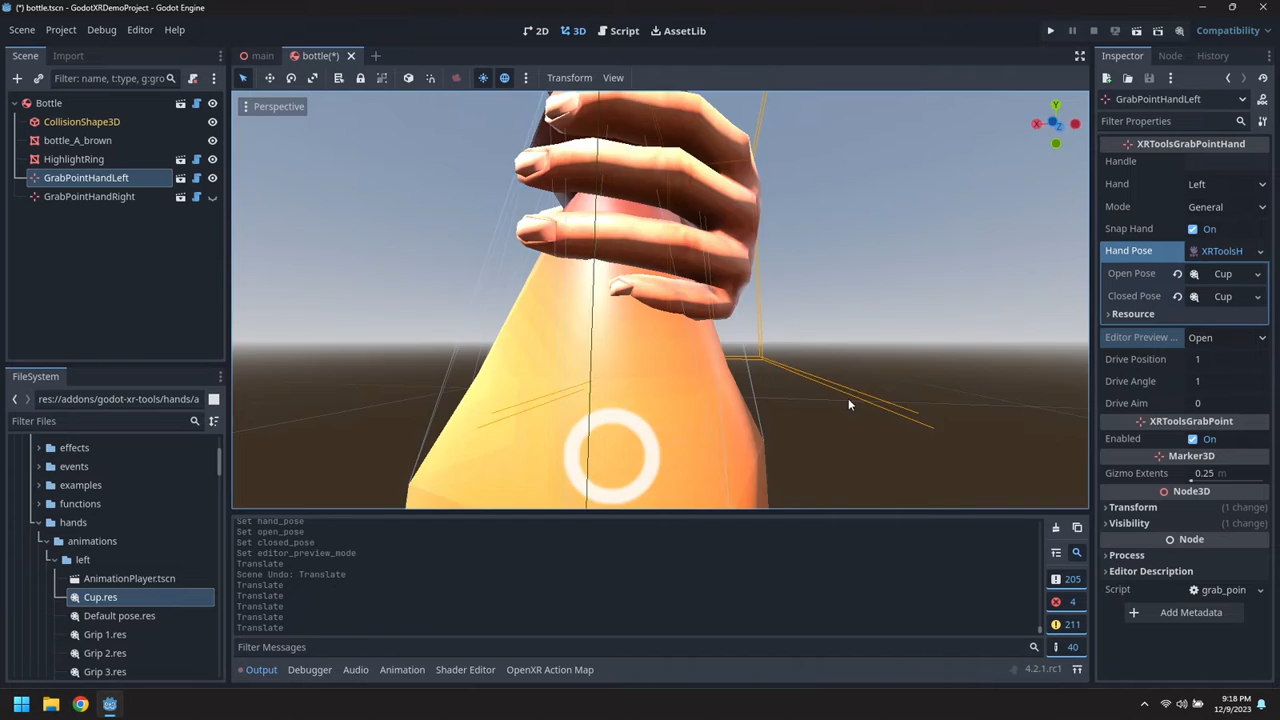 (*) bottle.tscn - GodotXRDemoProject - Godot Engine
Scene Project Debug Editor Help
2D 3D Script AssetLib
Compatibility
Scene Import
main bottle(*)
Inspector Node History
Filter: name, t:type, g:gro
Transform View
GrabPointHandLeft
Filter Properties
Bottle
CollisionShape3D
bottle_A_brown
HighlightRing
GrabPointHandLeft
GrabPointHandRight
Perspective
Y
X
Z
XRToolsGrabPointHand
Handle
Hand Left
Mode General
Snap Hand On
Hand Pose XRToolsH
Open Pose Cup
Closed Pose Cup
Resource
Editor Preview ... Open
Drive Position 1
Drive Angle 1
Drive Aim 0
XRToolsGrabPoint
Enabled On
Marker3D
Gizmo Extents 0.25 m
Node3D
Transform (1 change)
Visibility (1 change)
Node
Process
Editor Description
Script grab_poin
Add Metadata
FileSystem
res://addons/godot-xr-tools/hands/a
Filter Files
effects
events
examples
functions
hands
animations
left
AnimationPlayer.tscn
Cup.res
Default pose.res
Grip 1.res
Grip 2.res
Grip 3.res
Set hand_pose
Set open_pose
Set closed_pose
Set editor_preview_mode
Translate
Scene Undo: Translate
Translate
Translate
Translate
Translate
Translate
205
4
211
40
Filter Messages
Output Debugger Audio Animation Shader Editor OpenXR Action Map
4.2.1.rc1
9:18 PM
12/9/2023